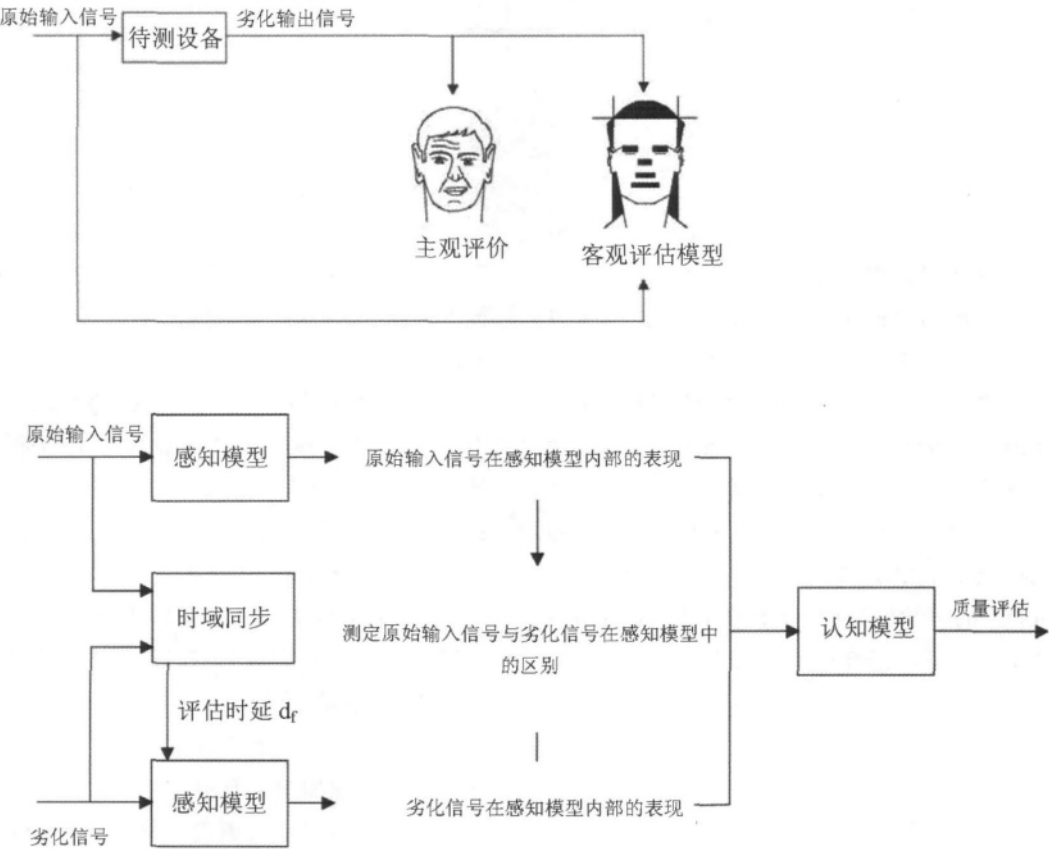 原始输入信号
劣化输出信号
待测设备
主观评价
客观评估模型
原始输入信号
感知模型
原始输入信号在感知模型内部的表现
时域同步
测定原始输入信号与劣化信号在感知模型中
的区别
认知模型
质量评估
评估时延 df
感知模型
劣化信号在感知模型内部的表现
劣化信号